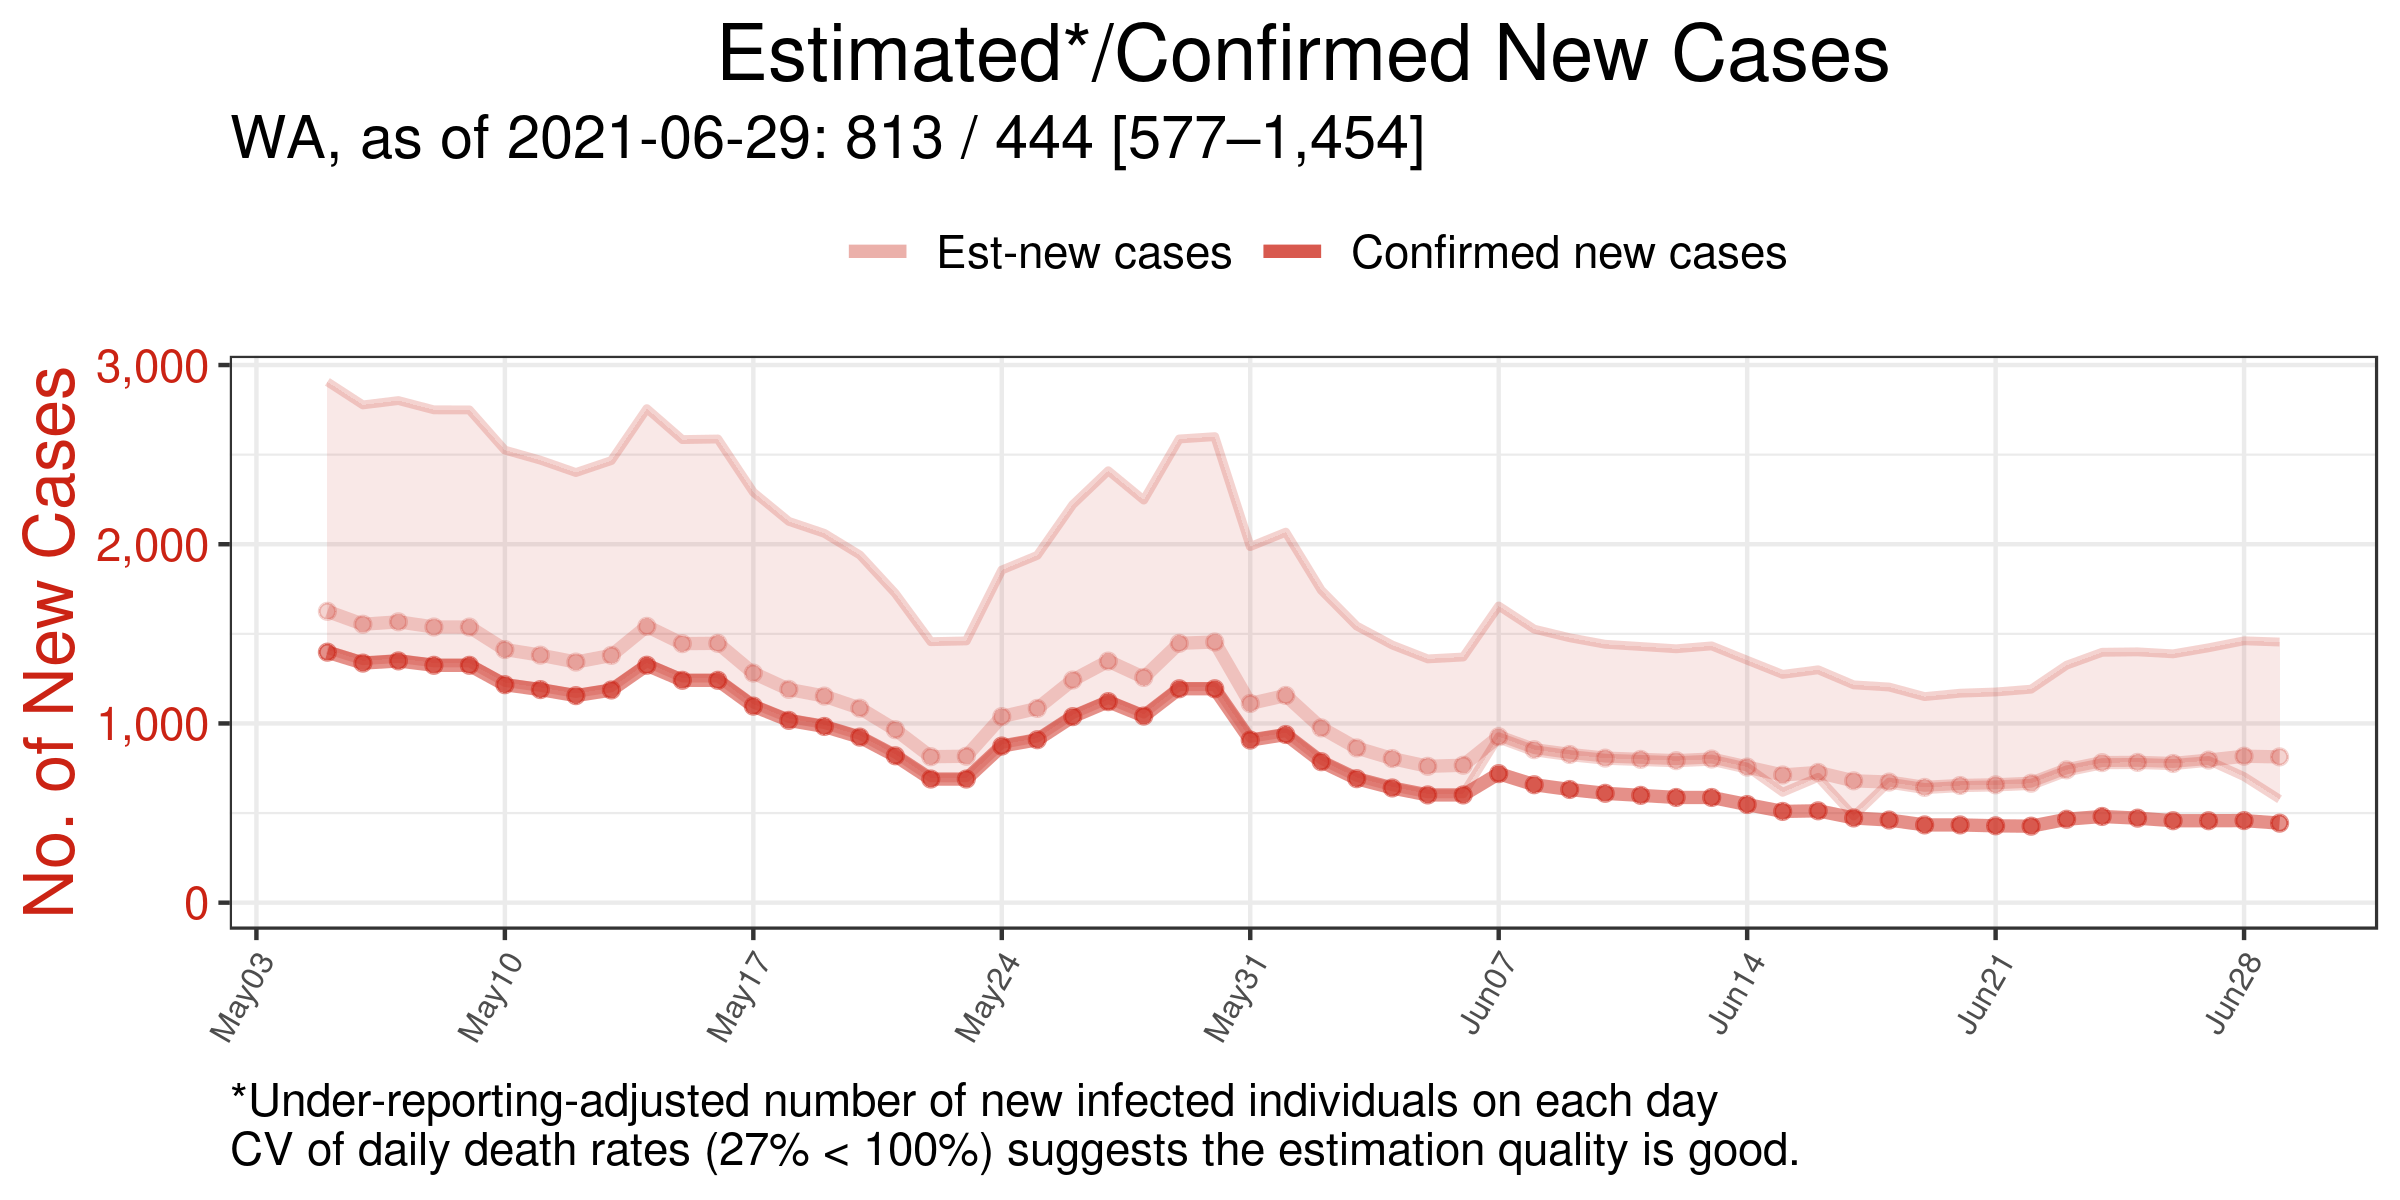 Estimated*/Confirmed New Cases
WA, as of 2021-06-29: 813 / 444 [577–1,454]
Est-new cases
Confirmed new cases
No. of New Cases
3,000
2,000
1,000
0
May03
May10
May17
May24
May31
Jun07
Jun14
Jun21
Jun28
*Under-reporting-adjusted number of new infected individuals on each day
CV of daily death rates (27% < 100%) suggests the estimation quality is good.